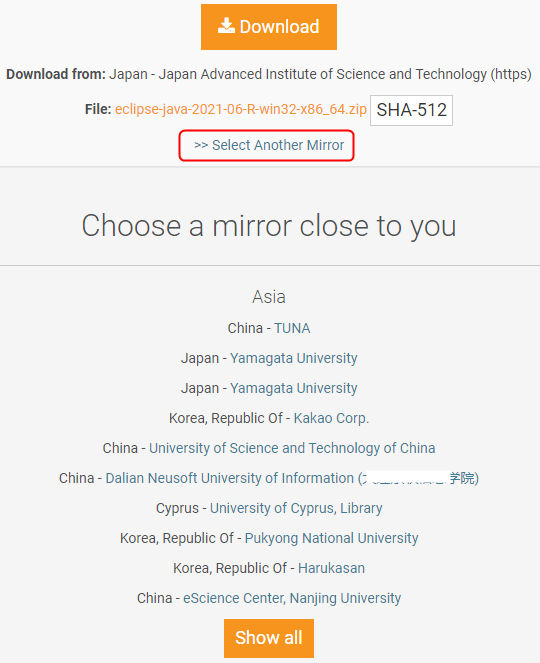 Download
Download from: Japan - Japan Advanced Institute of Science and Technology (https)
File: eclipse-java-2021-06-R-win32-x86_64.zip SHA-512
>> Select Another Mirror
Choose a mirror close to you
Asia
China - TUNA
Japan - Yamagata University
Japan - Yamagata University
Korea, Republic Of - Kakao Corp.
China - University of Science and Technology of China
China - Dalian Neusoft University of Information (学院)
Cyprus - University of Cyprus, Library
Korea, Republic Of - Pukyong National University
Korea, Republic Of - Harukasan
China - eScience Center, Nanjing University
Show all